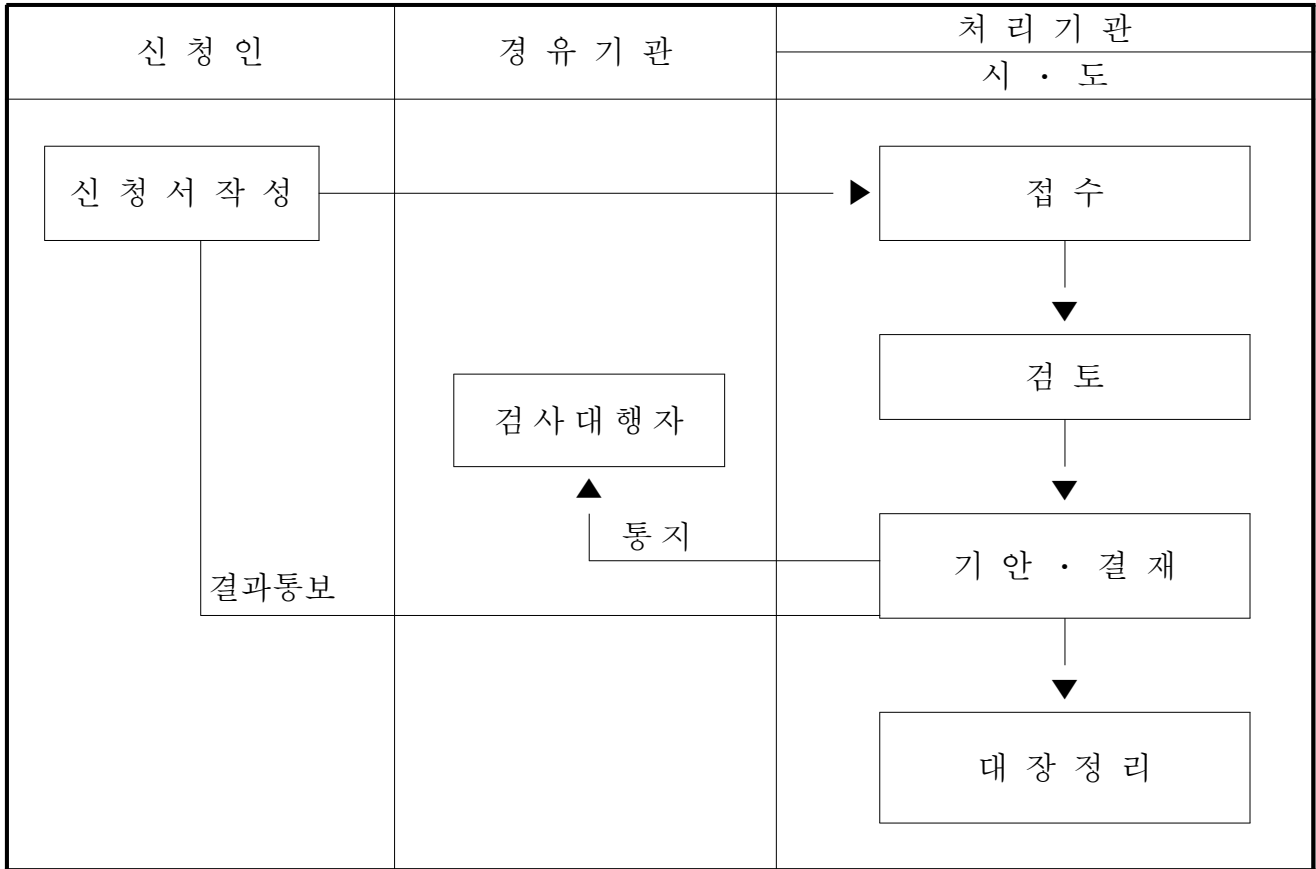 신 청 인
경 유 기 관
처 리 기 관
시 · 도
신 청 서 작 성
접 수
검 토
검 사 대 행 자
통 지
기 안 · 결 재
결과통보
대 장 정 리